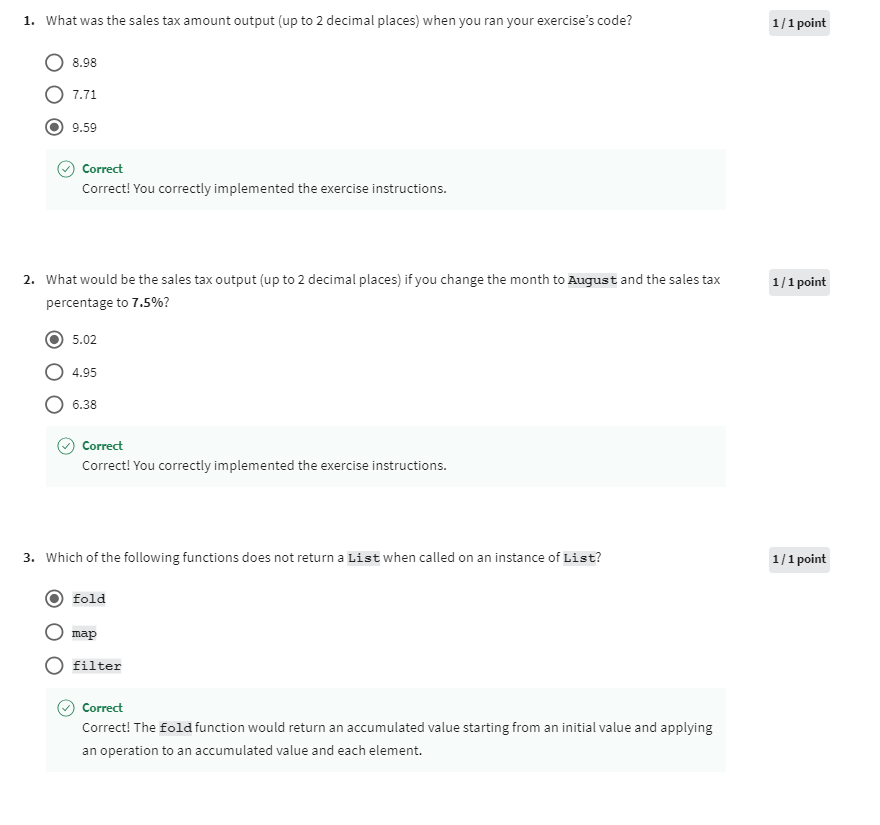 1. What was the sales tax amount output (up to 2 decimal places) when you ran your exercise’s code?
1 / 1 point
8.98
7.71
9.59
Correct
Correct! You correctly implemented the exercise instructions.
2. What would be the sales tax output (up to 2 decimal places) if you change the month to August and the sales tax
percentage to 7.5%?
1 / 1 point
5.02
4.95
6.38
Correct
Correct! You correctly implemented the exercise instructions.
3. Which of the following functions does not return a List when called on an instance of List?
1 / 1 point
fold
map
filter
Correct
Correct! The fold function would return an accumulated value starting from an initial value and applying
an operation to an accumulated value and each element.